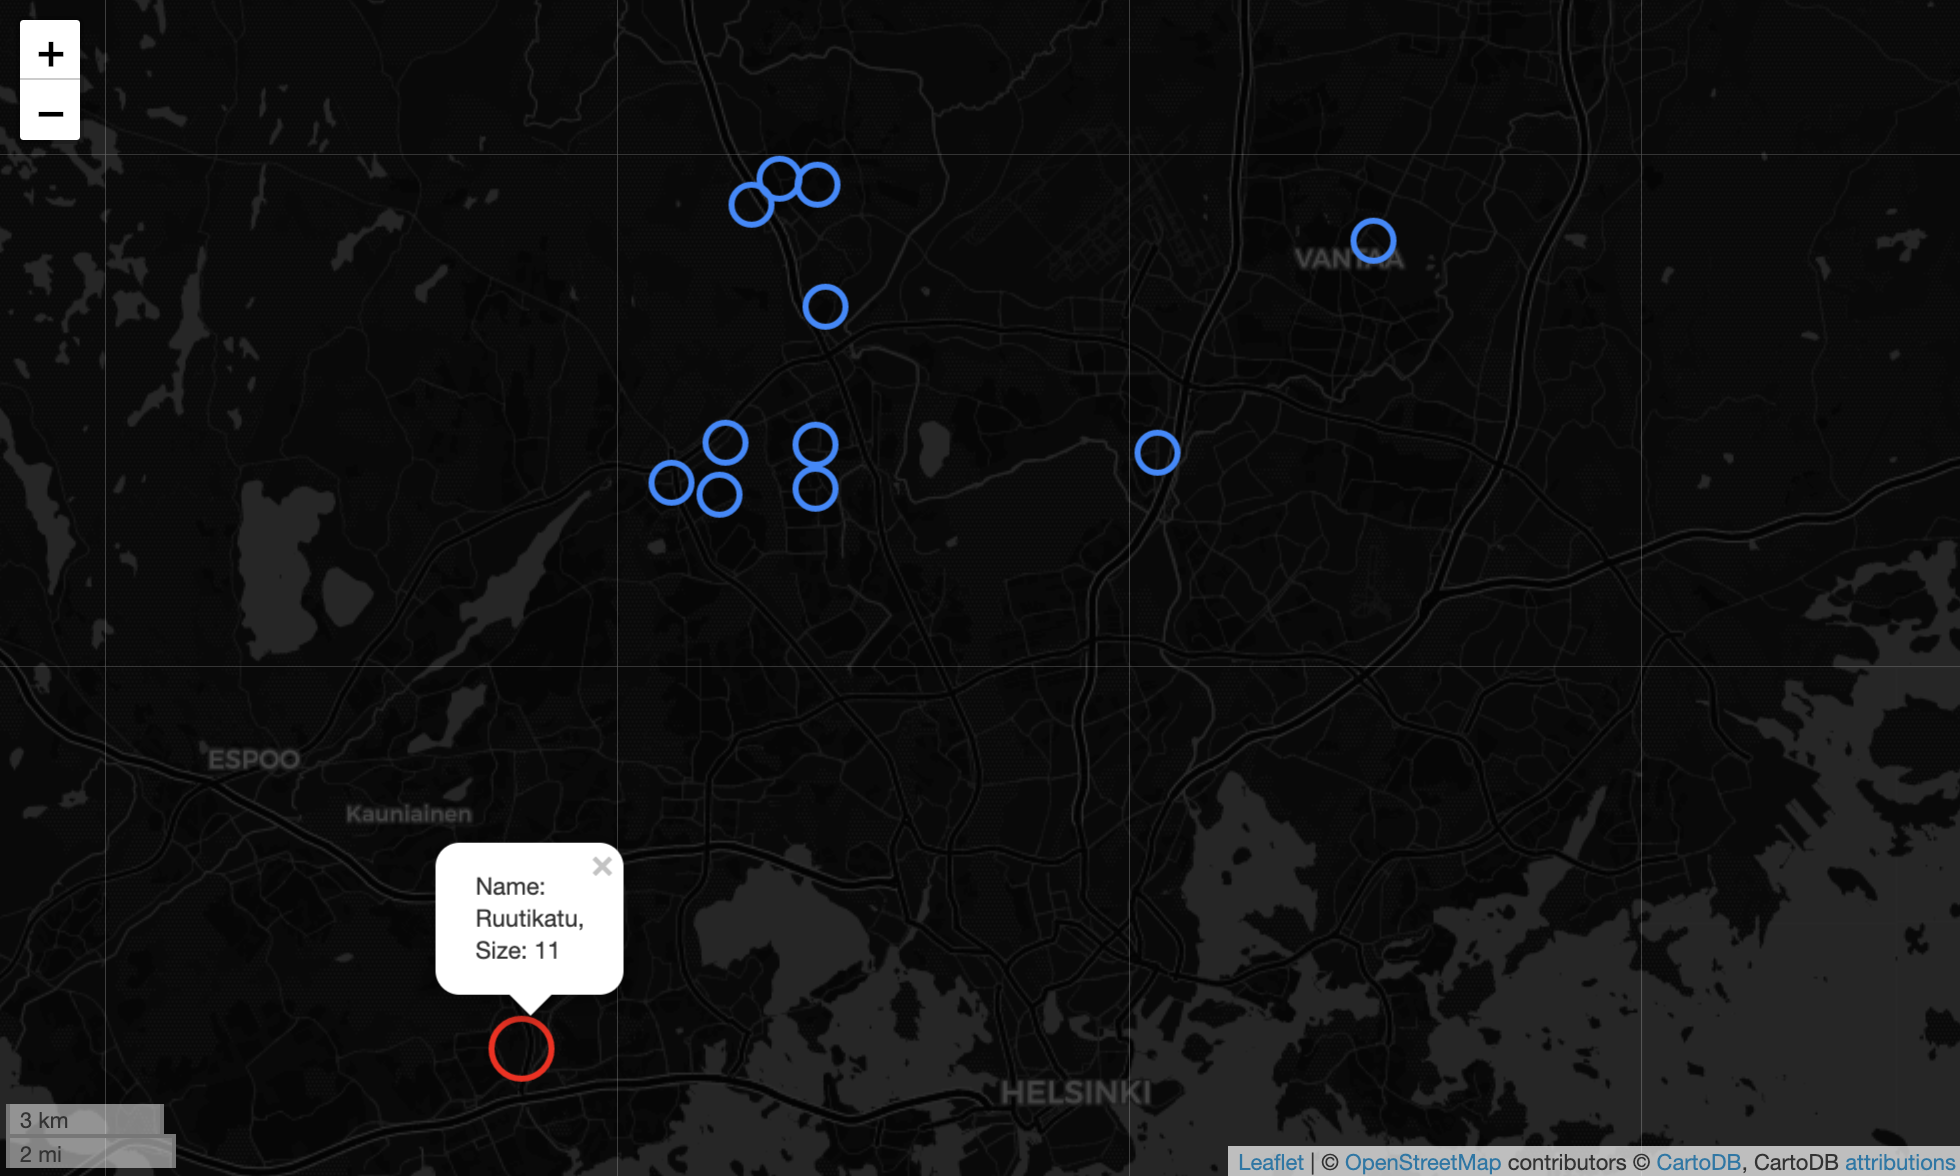 +
−
VANTAA
ESPOO
Kauniainen
×
Name:
Ruutikatu,
Size: 11
HELSINKI
3 km
2 mi
Leaflet | © OpenStreetMap contributors © CartoDB, CartoDB attributions